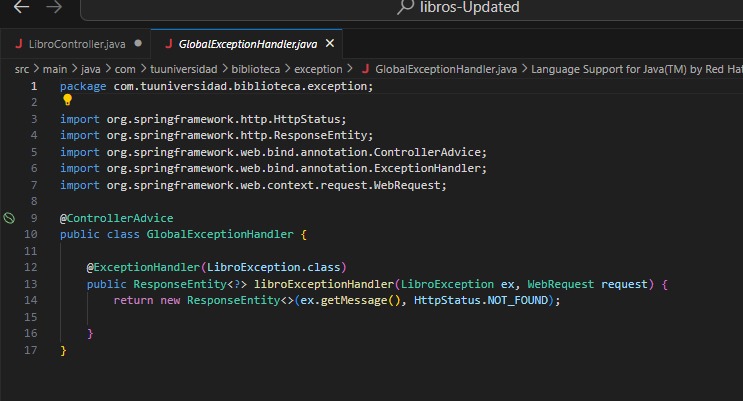 libros-Updated
LibroController.java
GlobalExceptionHandler.java
src > main > java > com > tuuniversidad > biblioteca > exception > GlobalExceptionHandler.java > Language Support for Java(TM) by Red Hat
1 package com.tuuniversidad.biblioteca.exception;
2
3 import org.springframework.http.HttpStatus;
4 import org.springframework.http.ResponseEntity;
5 import org.springframework.web.bind.annotation.ControllerAdvice;
6 import org.springframework.web.bind.annotation.ExceptionHandler;
7 import org.springframework.web.context.request.WebRequest;
8
9 @ControllerAdvice
10 public class GlobalExceptionHandler {
11
12 @ExceptionHandler(LibroException.class)
13 public ResponseEntity<?> libroExceptionHandler(LibroException ex, WebRequest request) {
14 return new ResponseEntity<>(ex.getMessage(), HttpStatus.NOT_FOUND);
15
16 }
17 }